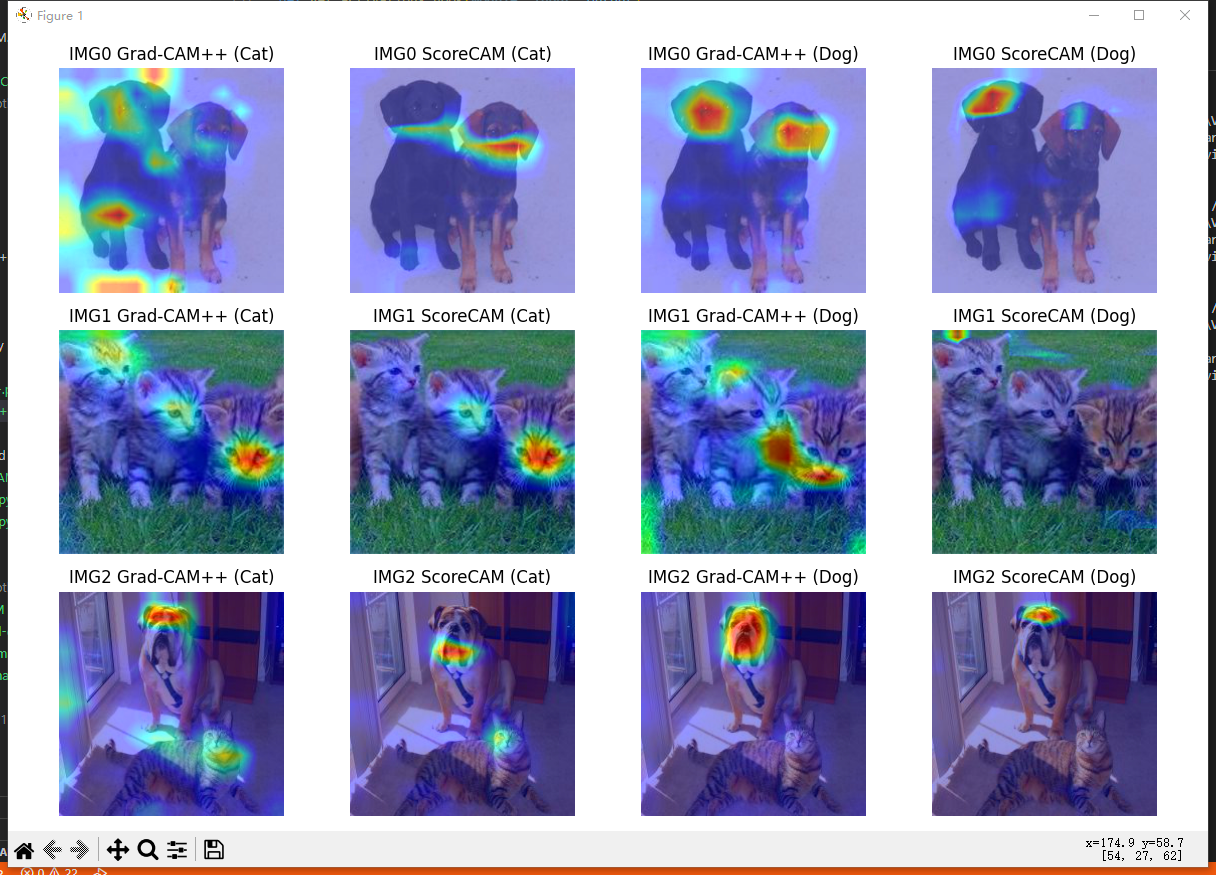 Figure 1
IMG0 Grad-CAM++ (Cat)
IMG0 ScoreCAM (Cat)
IMG0 Grad-CAM++ (Dog)
IMG0 ScoreCAM (Dog)
IMG1 Grad-CAM++ (Cat)
IMG1 ScoreCAM (Cat)
IMG1 Grad-CAM++ (Dog)
IMG1 ScoreCAM (Dog)
IMG2 Grad-CAM++ (Cat)
IMG2 ScoreCAM (Cat)
IMG2 Grad-CAM++ (Dog)
IMG2 ScoreCAM (Dog)
x=174.9 y=58.7
[54, 27, 62]
0 22